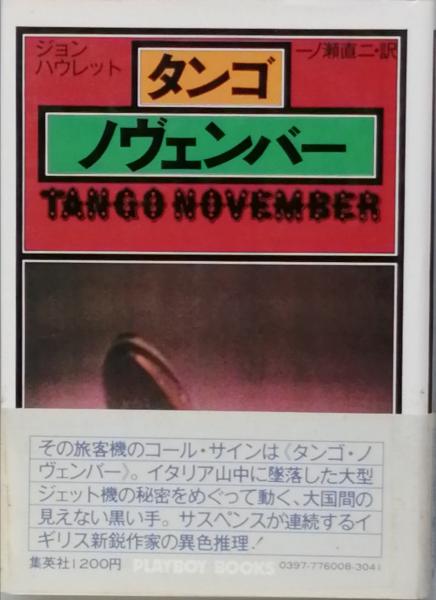 ジョン
ハウレット
タンゴ
一ノ瀬直二・訳
ノヴェンバー
TANGO NOVEMBER
その旅客機のコール・サインは《タンゴ・ノ
ヴェンバー》。イタリア山中に墜落した大型
ジェット機の秘密をめぐって動く、大国間の
見えない黒い手。サスペンスが連続するイ
ギリス新鋭作家の異色推理!
集英社1200円
PLAYBOY BOOKS
0397-776008-3041